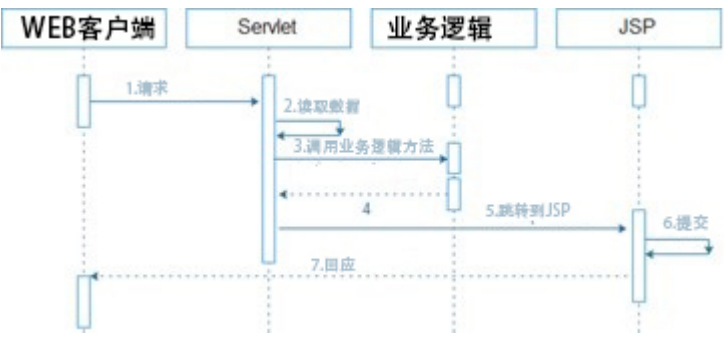 WEB客户端
Servlet
业务逻辑
JSP
1.请求
2.读取数据
3.调用业务逻辑方法
4
5.跳转到JSP
6.提交
7.回应